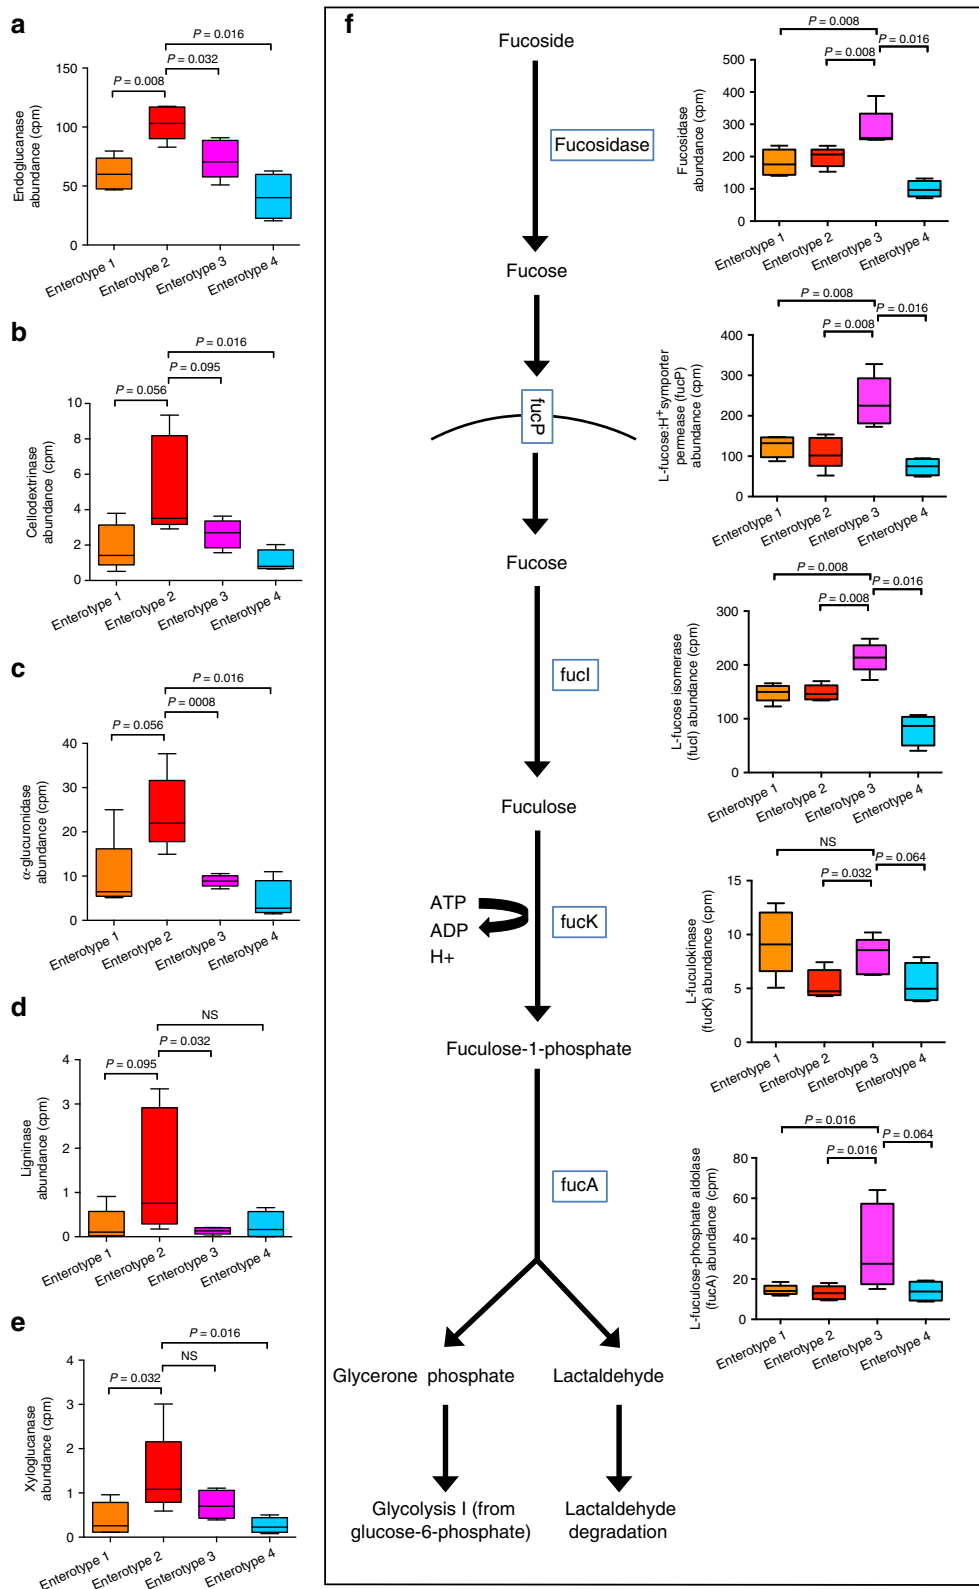 a
P = 0.016
P = 0.032
P = 0.008
150
100
50
0
Endoglucanase
abundance (cpm)
Enterotype 1
Enterotype 2
Enterotype 3
Enterotype 4
b
P = 0.016
P = 0.095
P = 0.056
10
8
6
4
2
0
Cellodextrinase
abundance (cpm)
Enterotype 1
Enterotype 2
Enterotype 3
Enterotype 4
c
P = 0.016
P = 0008
P = 0.056
40
30
20
10
0
α-glucuronidase
abundance (cpm)
Enterotype 1
Enterotype 2
Enterotype 3
Enterotype 4
d
NS
P = 0.032
P = 0.095
4
3
2
1
0
Ligninase
abundance (cpm)
Enterotype 1
Enterotype 2
Enterotype 3
Enterotype 4
e
P = 0.016
NS
P = 0.032
4
3
2
1
0
Xyloglucanase
abundance (cpm)
Enterotype 1
Enterotype 2
Enterotype 3
Enterotype 4
f
Fucoside
Fucosidase
Fucose
fucP
Fucose
fucI
Fuculose
ATP
ADP
H+
fucK
Fuculose-1-phosphate
fucA
Glycerone phosphate
Lactaldehyde
Glycolysis I (from
glucose-6-phosphate)
Lactaldehyde
degradation
P = 0.008
P = 0.016
P = 0.008
500
400
300
200
100
0
Fucosidase
abundance (cpm)
Enterotype 1
Enterotype 2
Enterotype 3
Enterotype 4
P = 0.008
P = 0.016
P = 0.008
400
300
200
100
0
L-fucose:H+symporter
permease (fucP)
abundance (cpm)
Enterotype 1
Enterotype 2
Enterotype 3
Enterotype 4
P = 0.008
P = 0.016
P = 0.008
300
200
100
0
L-fucose isomerase
(fucI) abundance (cpm)
Enterotype 1
Enterotype 2
Enterotype 3
Enterotype 4
NS
P = 0.064
P = 0.032
15
10
5
0
L-fuculokinase
(fucK) abundance (cpm)
Enterotype 1
Enterotype 2
Enterotype 3
Enterotype 4
P = 0.016
P = 0.064
P = 0.016
80
60
40
20
0
L-fuculose-phosphate aldolase
(fucA) abundance (cpm)
Enterotype 1
Enterotype 2
Enterotype 3
Enterotype 4